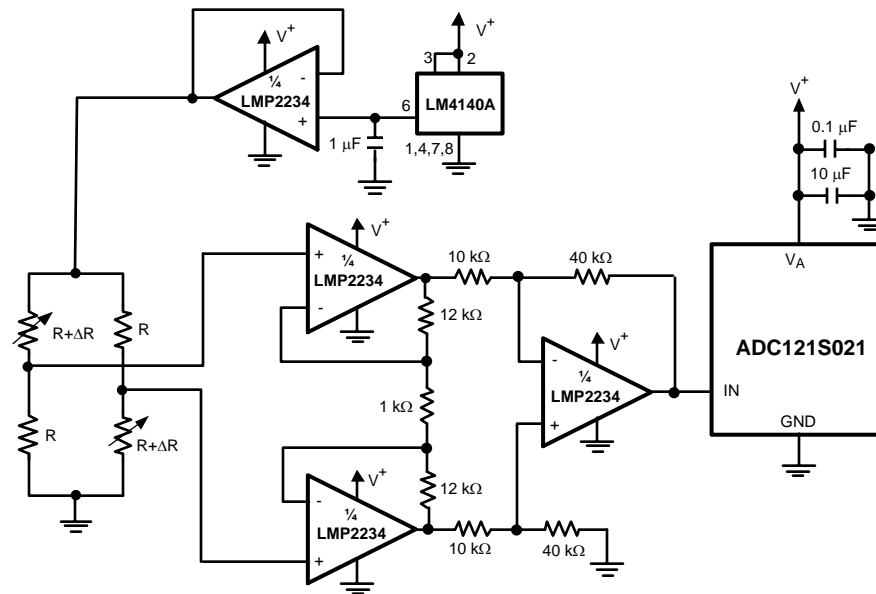 V+
3
2
V+
¼
LMP2234
-
+
6
LM4140A
1 μF
1,4,7,8
V+
0.1 μF
10 μF
V+
10 kΩ
40 kΩ
+
¼
LMP2234
-
12 kΩ
VA
R+ΔR
R
V+
ADC121S021
-
¼
LMP2234
+
IN
1 kΩ
R
R+ΔR
GND
V+
12 kΩ
-
¼
LMP2234
+
10 kΩ
40 kΩ